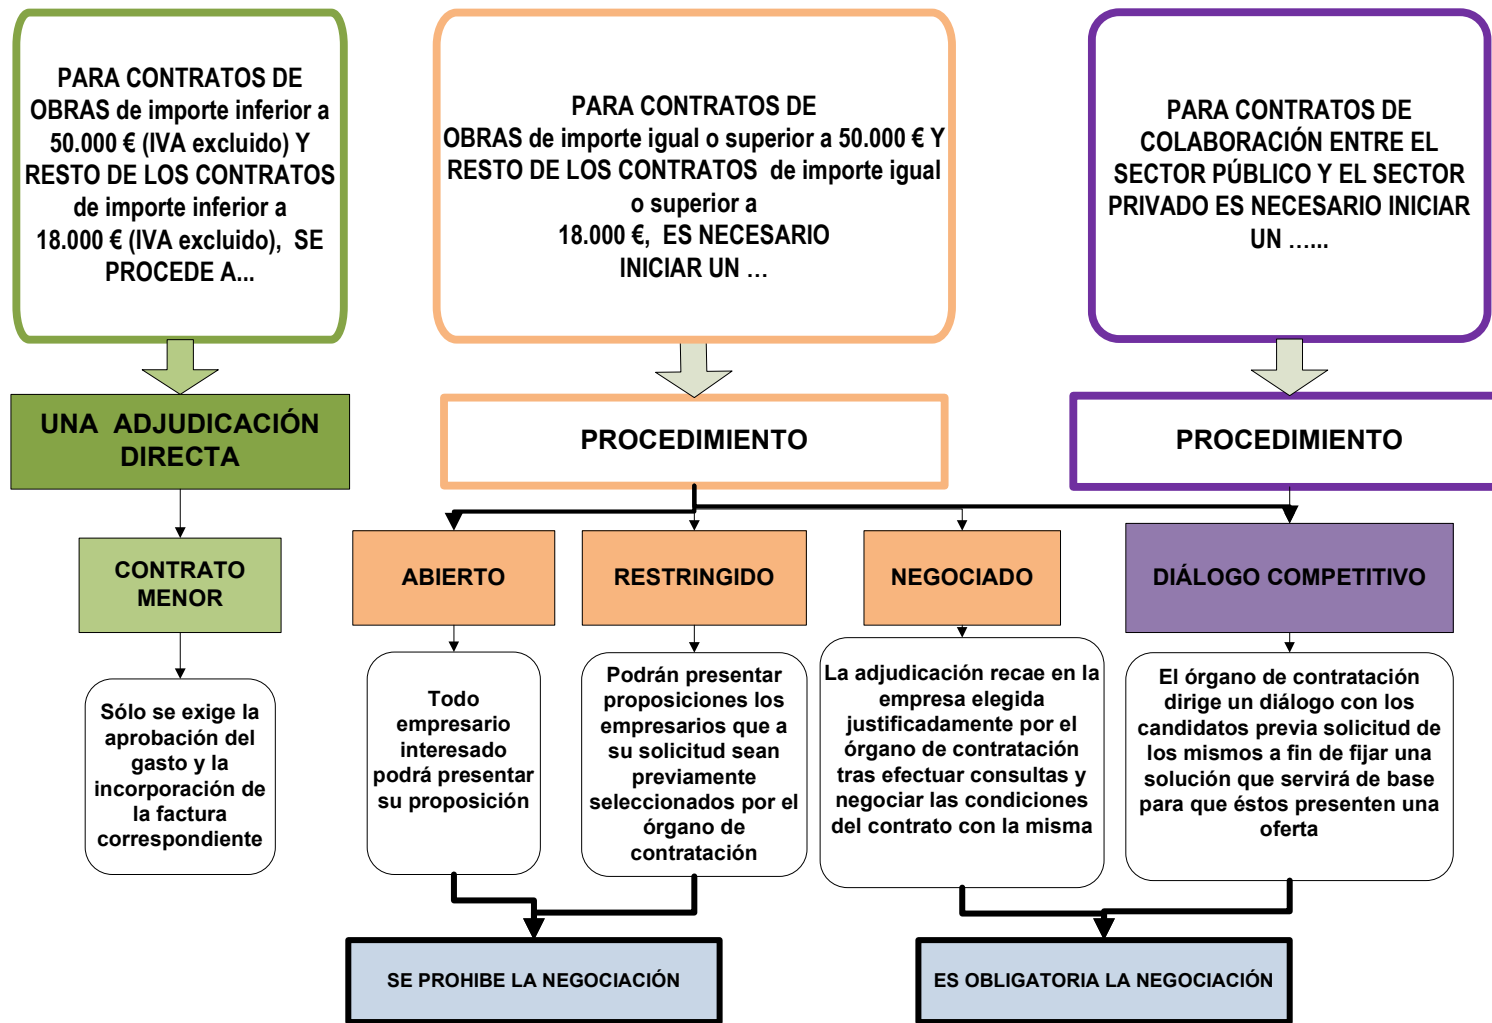 PARA CONTRATOS DE
OBRAS de importe inferior a
50.000 € (IVA excluido) Y
RESTO DE LOS CONTRATOS
de importe inferior a
18.000 € (IVA excluido),  SE
PROCEDE A...
PARA CONTRATOS DE
OBRAS de importe igual o superior a 50.000 € Y
RESTO DE LOS CONTRATOS  de importe igual
o superior a
18.000 €,  ES NECESARIO
INICIAR UN …
PARA CONTRATOS DE
COLABORACIÓN ENTRE EL
SECTOR PÚBLICO Y EL SECTOR
PRIVADO ES NECESARIO INICIAR
UN …...
UNA  ADJUDICACIÓN
DIRECTA
PROCEDIMIENTO
PROCEDIMIENTO
CONTRATO
MENOR
ABIERTO
RESTRINGIDO
NEGOCIADO
DIÁLOGO COMPETITIVO
Sólo se exige la
aprobación del
gasto y la
incorporación de
la factura
correspondiente
Todo
empresario
interesado
podrá presentar
su proposición
Podrán presentar
proposiciones los
empresarios que a
su solicitud sean
previamente
seleccionados por el
órgano de
contratación
La adjudicación recae en la
empresa elegida
justificadamente por el
órgano de contratación
tras efectuar consultas y
negociar las condiciones
del contrato con la misma
El órgano de contratación
dirige un diálogo con los
candidatos previa solicitud de
los mismos a fin de fijar una
solución que servirá de base
para que éstos presenten una
oferta
SE PROHIBE LA NEGOCIACIÓN
ES OBLIGATORIA LA NEGOCIACIÓN